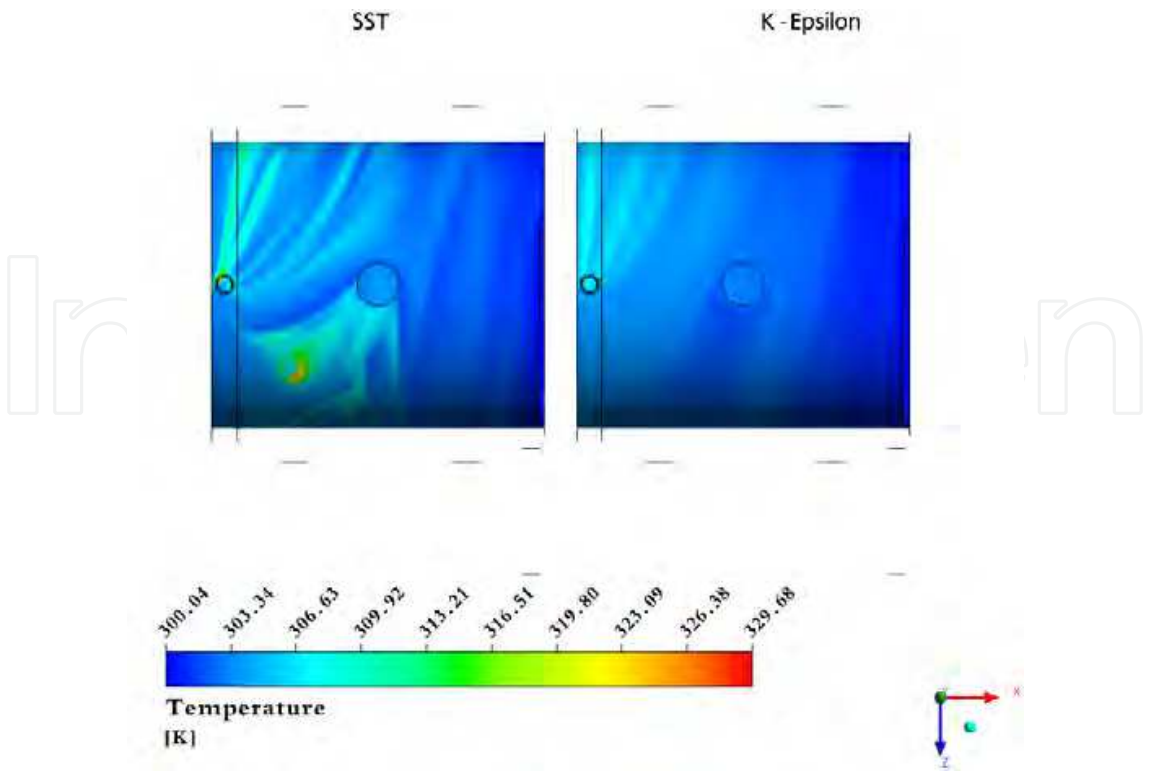 SST
K - Epsilon
300.04 303.34 306.63 309.92 313.21 316.51 319.80 323.09 326.38 329.68
Temperature
[K]
X
Y
Z